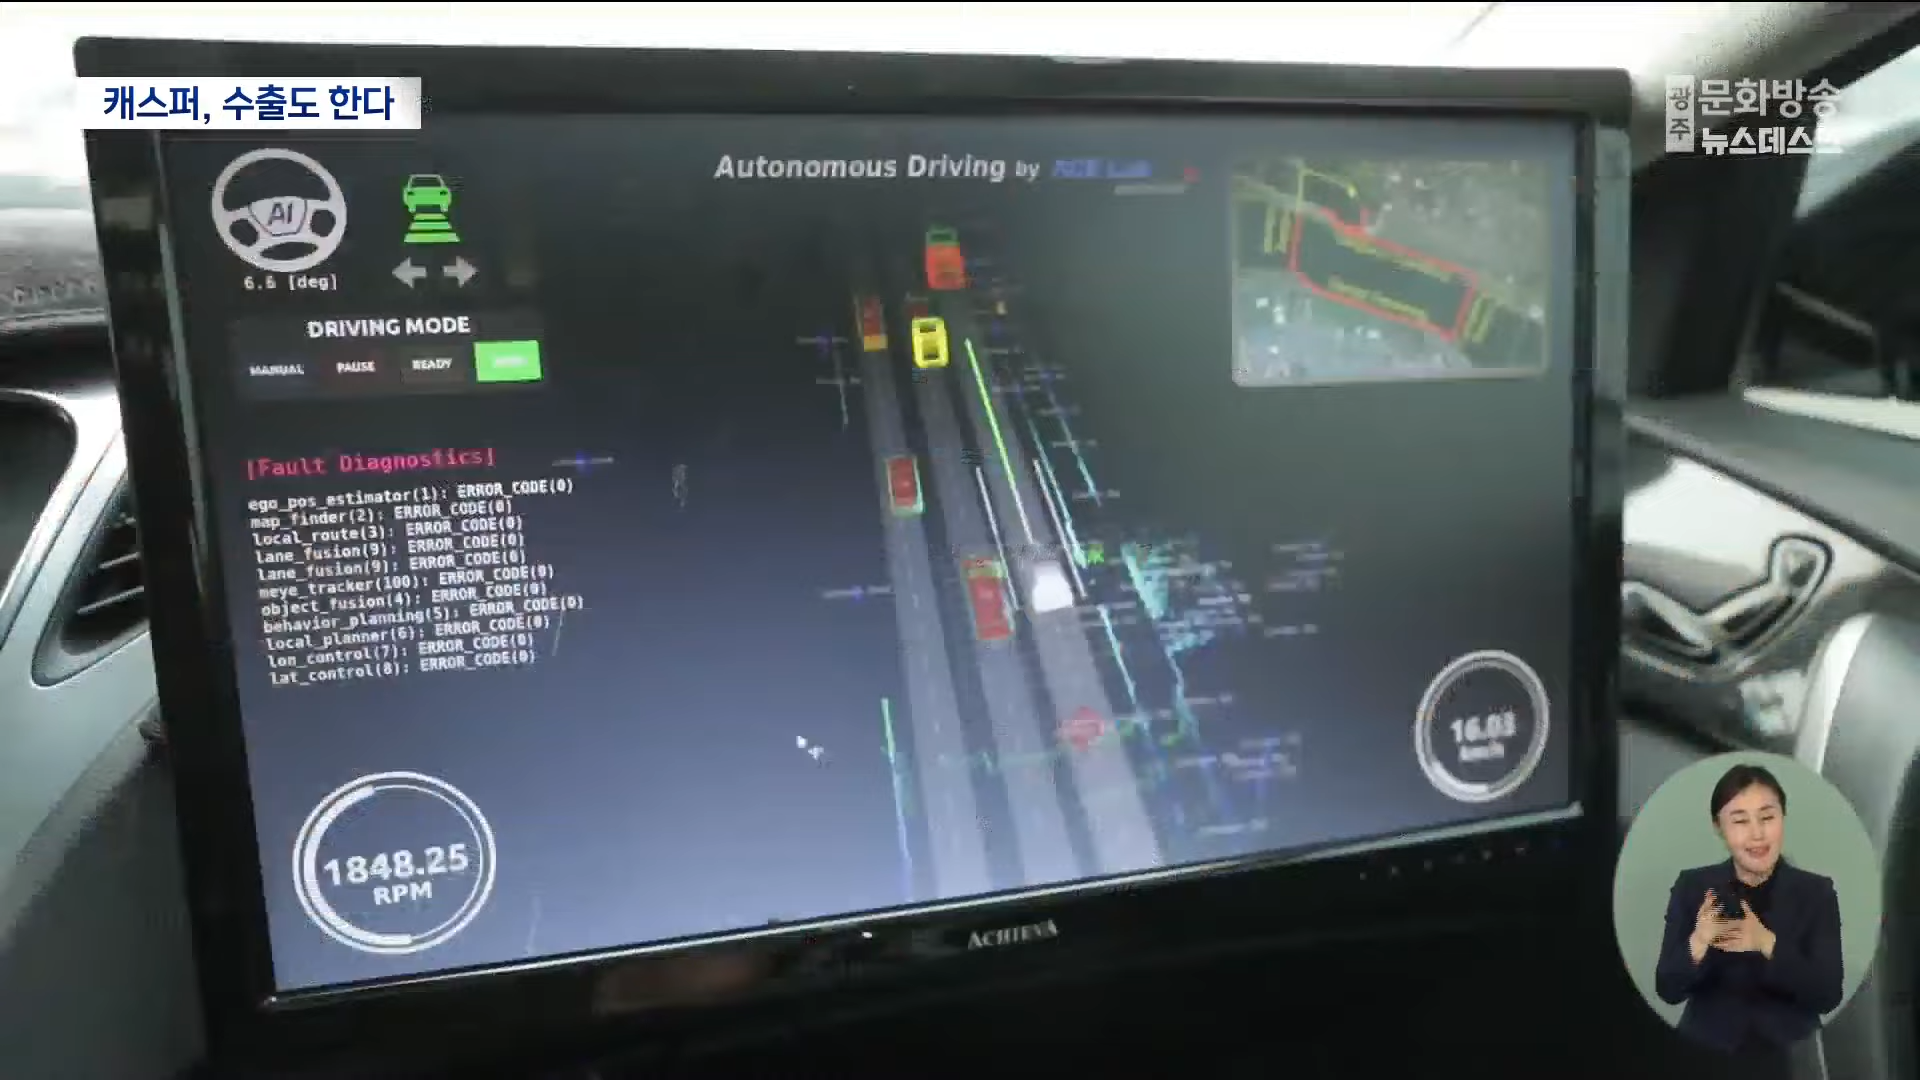 캐스퍼, 수출도 한다
광주
문화방송
뉴스데스크
Autonomous Driving by
AI
6.6 [deg]
DRIVING MODE
MANUAL PAUSE READY
[Fault Diagnostics]
ego_pos_estimator(1): ERROR_CODE(0)
map_finder(2): ERROR_CODE(0)
local_route(3): ERROR_CODE(0)
lane_fusion(9): ERROR_CODE(0)
lane_fusion(9): ERROR_CODE(0)
meye_tracker(100): ERROR_CODE(0)
object_fusion(4): ERROR_CODE(0)
behavior_planning(5): ERROR_CODE(0)
local_planner(6): ERROR_CODE(0)
lon_control(7): ERROR_CODE(0)
lat_control(8): ERROR_CODE(0)
16.03
km/h
1848.25
RPM
ACHIEVA